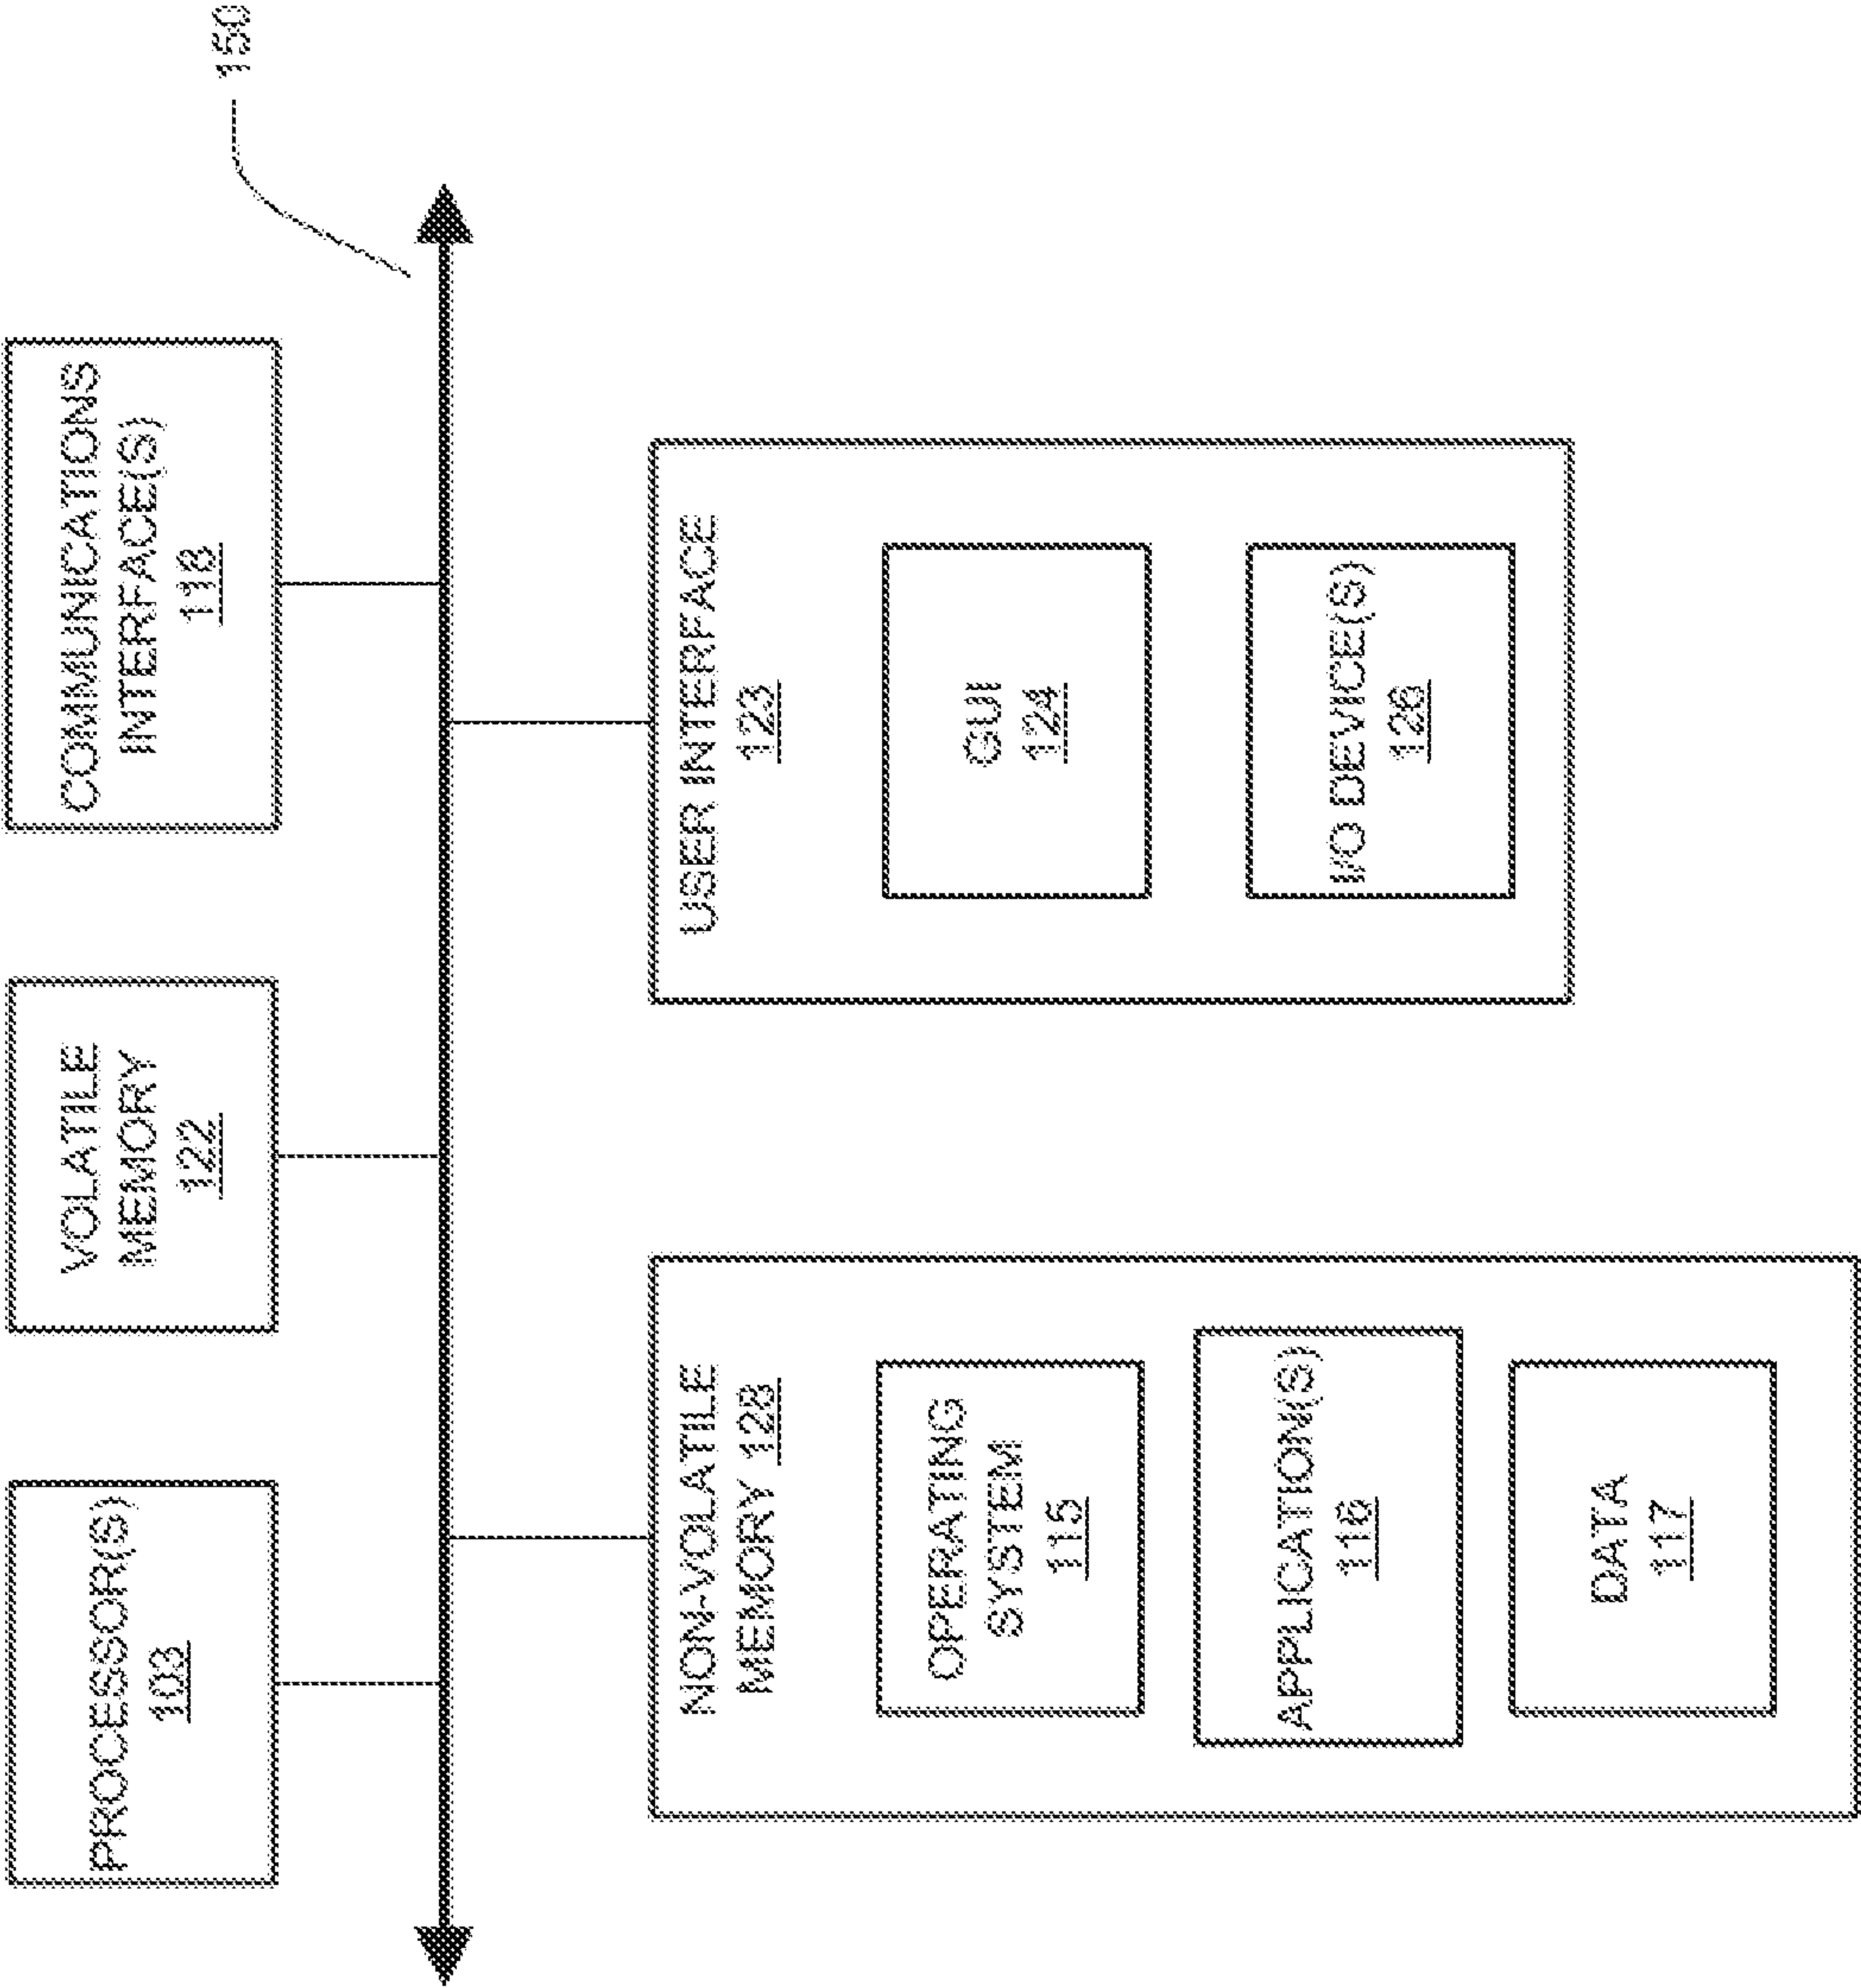 PROCESSOR(S)
103
VOLATILE
MEMORY
122
COMMUNICATIONS
INTERFACE(S)
118
150
NON-VOLATILE
MEMORY 128
OPERATING
SYSTEM
115
APPLICATION(S)
116
DATA
117
USER INTERFACE
123
GUI
124
I/O DEVICE(S)
126